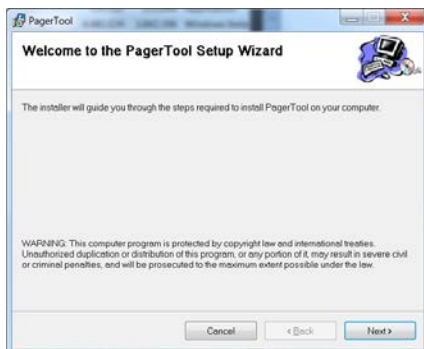 PagerTool
Welcome to the PagerTool Setup Wizard
The installer will guide you through the steps required to install PagerTool on your computer.
WARNING: This computer program is protected by copyright law and international treaties.
Unauthorized duplication or distribution of this program, or any portion of it, may result in severe civil
or criminal penalties, and will be prosecuted to the maximum extent possible under the law.
Cancel
< Back
Next >